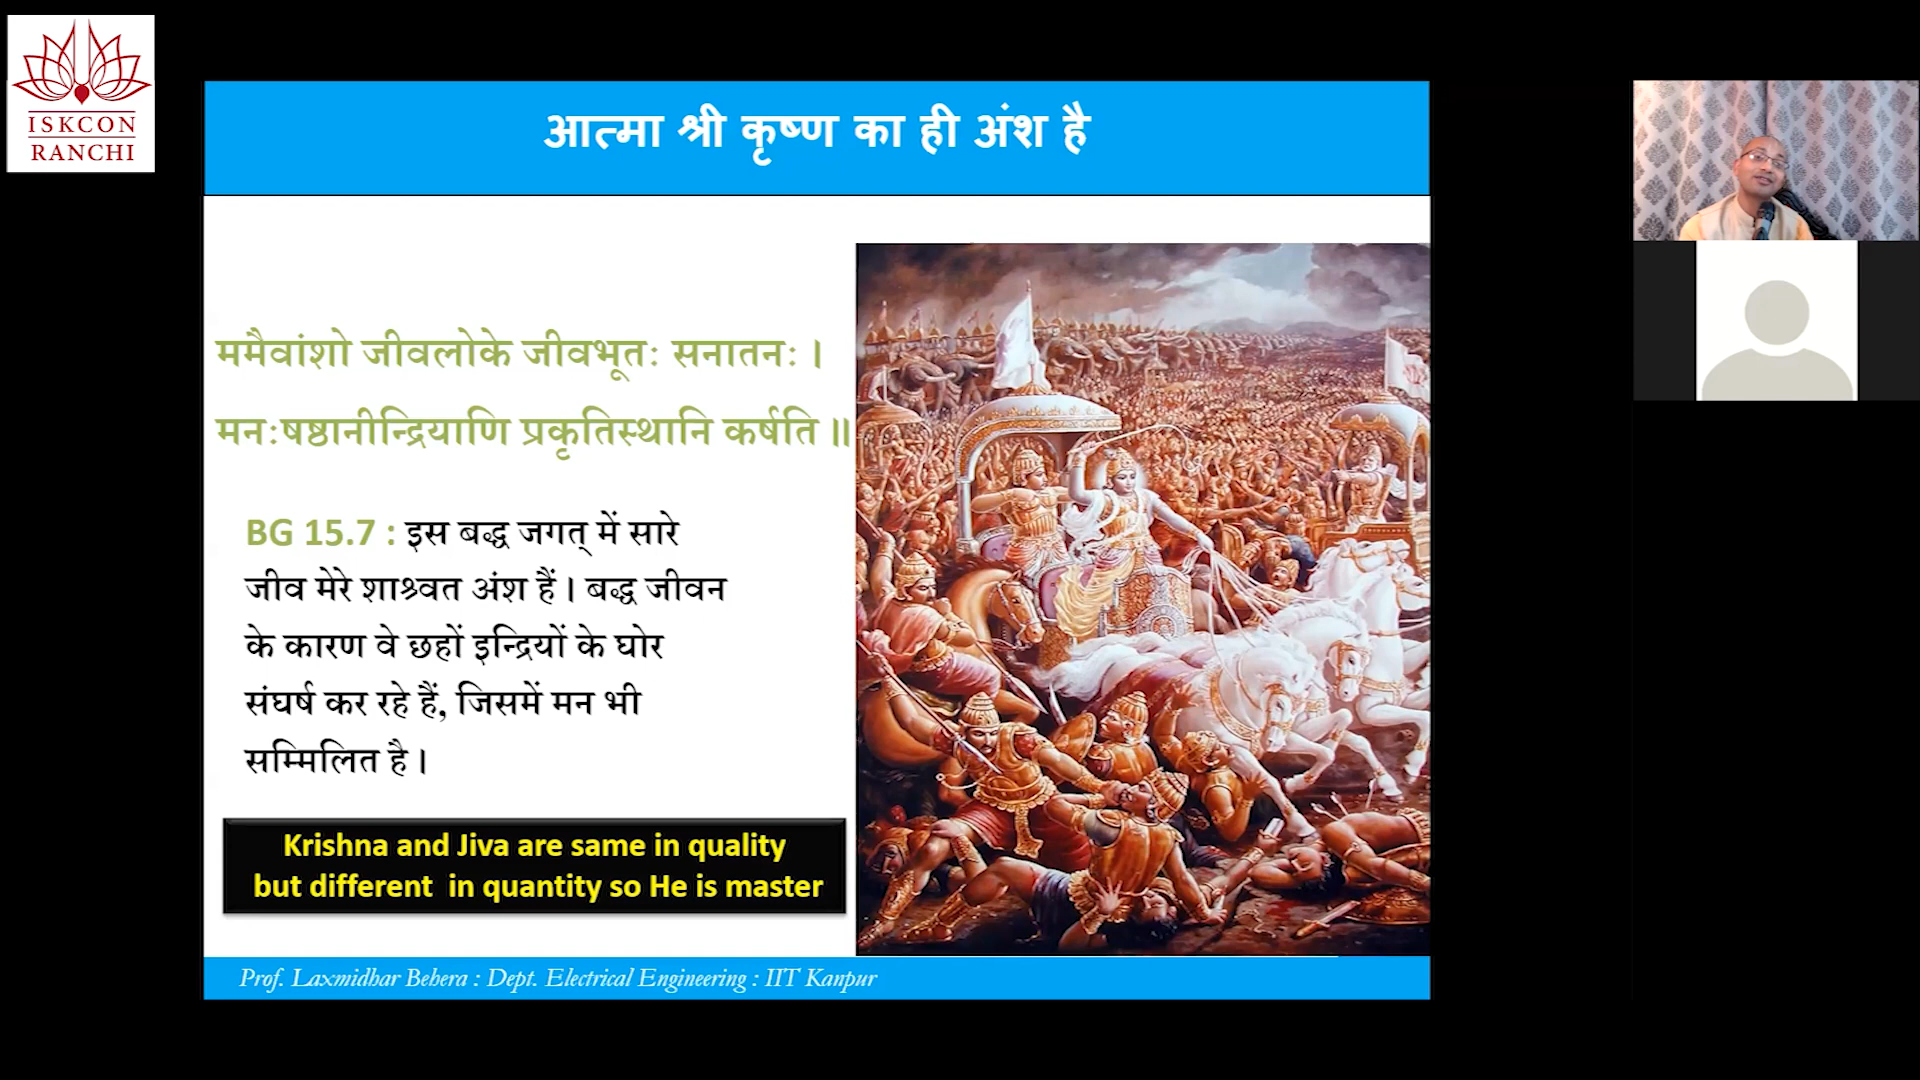 ISKCON
RANCHI
आत्मा श्री कृष्ण का ही अंश है
ममैवांशो जीवलोके जीवभूतः सनातनः ।
मनःषष्ठानीन्द्रियाणि प्रकृतिस्थानि कर्षति ॥
BG 15.7 : इस बद्ध जगत् में सारे
जीव मेरे शाश्र्वत अंश हैं । बद्ध जीवन
के कारण वे छहों इन्द्रियों के घोर
संघर्ष कर रहे हैं, जिसमें मन भी
सम्मिलित है ।
Krishna and Jiva are same in quality
but different in quantity so He is master
Prof. Laxmidhar Behera : Dept. Electrical Engineering : IIT Kanpur